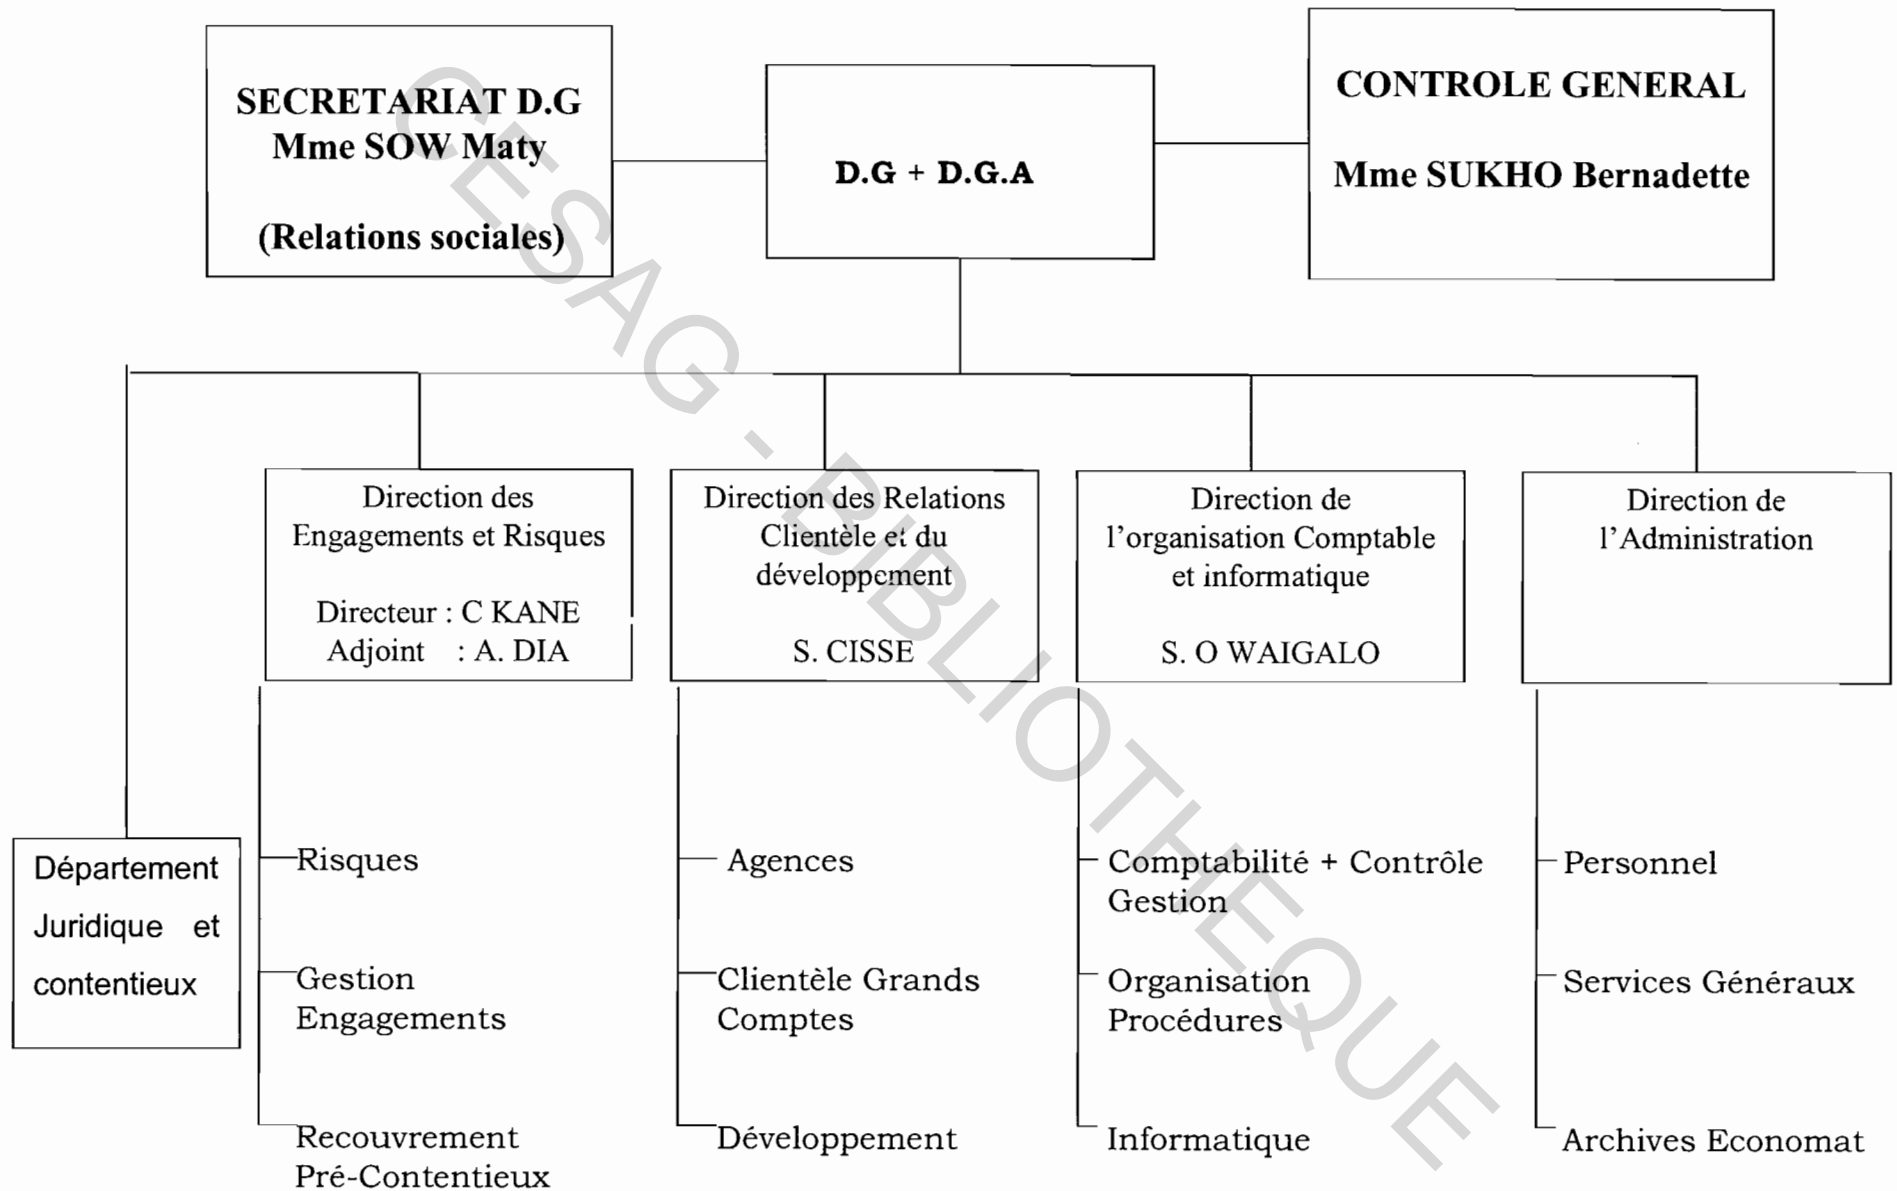 SECRETARIAT D.G
Mme SOW Maty
(Relations sociales)
D.G + D.G.A
CONTROLE GENERAL
Mme SUKHO Bernadette
Direction des
Engagements et Risques
Directeur : C KANE
Adjoint : A. DIA
Direction des Relations
Clientèle et du
développement
S. CISSE
Direction de
l'organisation Comptable
et informatique
S. O WAIGALO
Direction de
l'Administration
Département
Juridique et
contentieux
Risques
Gestion
Engagements
Recouvrement
Pré-Contentieux
Agences
Clientèle Grands
Comptes
Développement
Comptabilité + Contrôle
Gestion
Organisation
Procédures
Informatique
Personnel
Services Généraux
Archives Economat
CESAG - BIBLIOTHEQUE